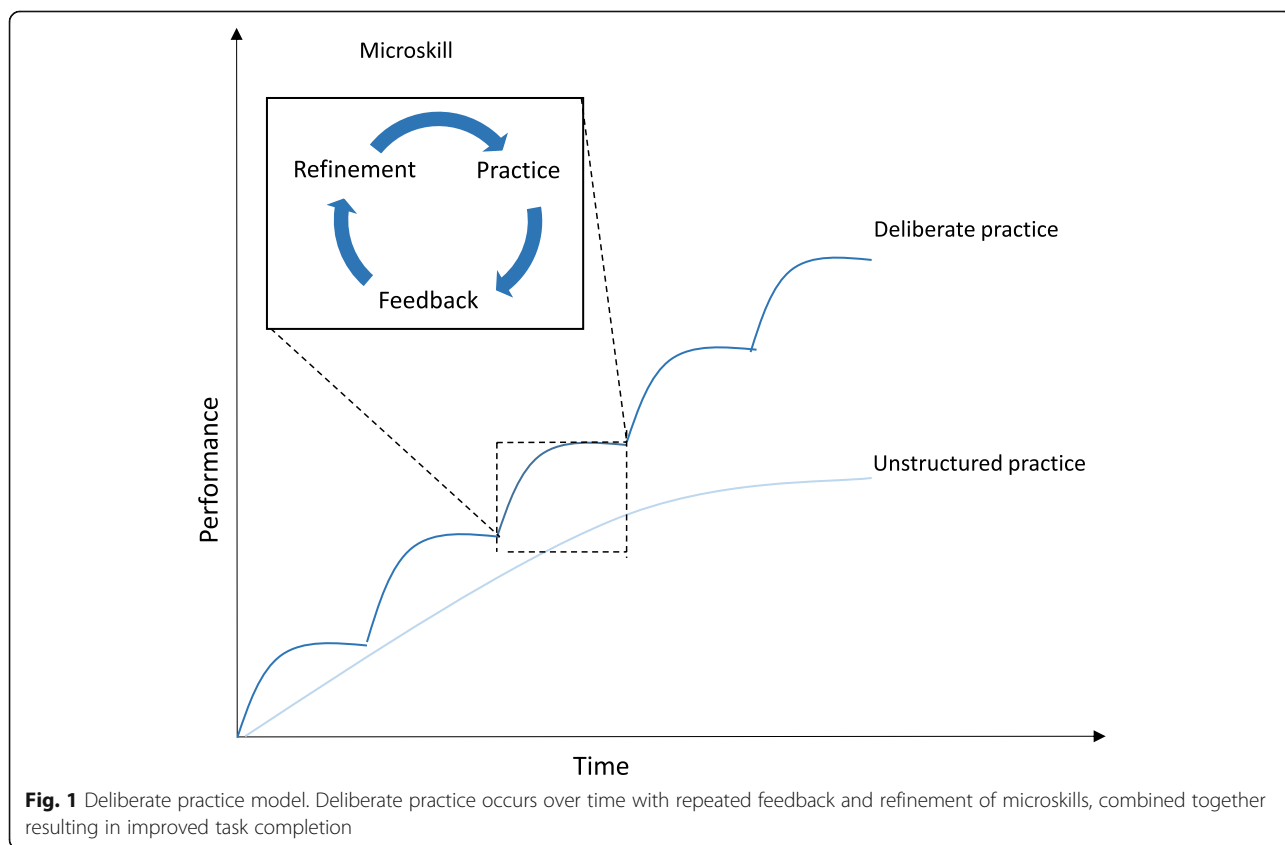 Microskill
Refinement
Practice
Feedback
Deliberate practice
Unstructured practice
Performance
Time
Fig. 1 Deliberate practice model. Deliberate practice occurs over time with repeated feedback and refinement of microskills, combined together
resulting in improved task completion